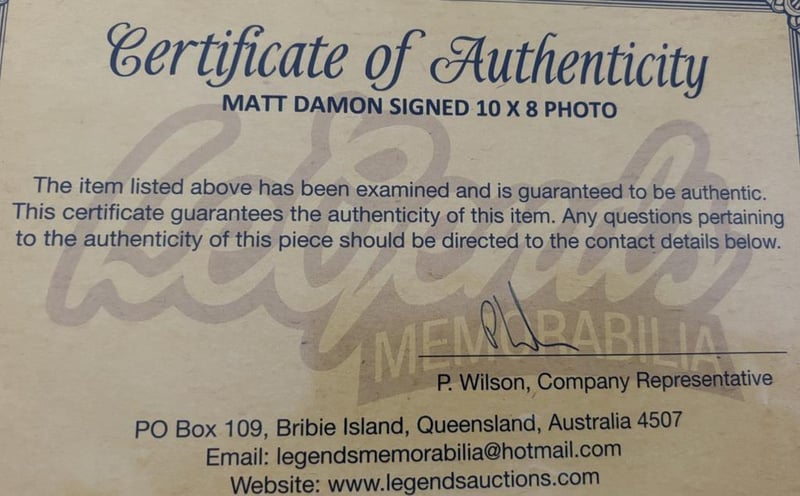 Certificate of Authenticity
MATT DAMON SIGNED 10 X 8 PHOTO
The item listed above has been examined and is guaranteed to be authentic.
This certificate guarantees the authenticity of this item. Any questions pertaining
to the authenticity of this piece should be directed to the contact details below.
Legends
MEMORABILIA
P. Wilson, Company Representative
PO Box 109, Bribie Island, Queensland, Australia 4507
Email: legendsmemorabilia@hotmail.com
Website: www.legendsauctions.com